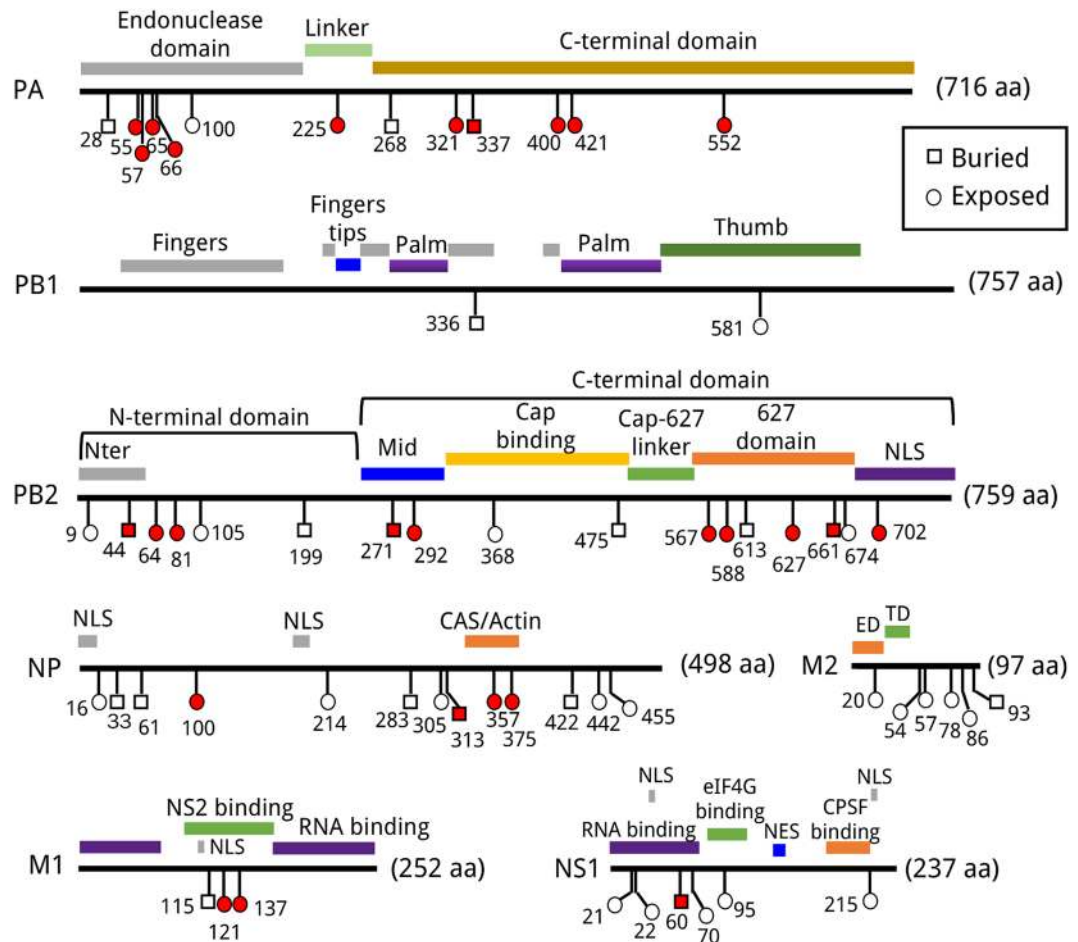 Endonuclease
domain
Linker
C-terminal domain
PA
(716 aa)
28
55
57
65
66
100
225
268
321
337
400
421
552
Buried
Exposed
Fingers
Fingers
tips
Palm
Palm
Thumb
PB1
(757 aa)
336
581
C-terminal domain
N-terminal domain
Nter
Mid
Cap
binding
Cap-627
linker
627
domain
NLS
PB2
(759 aa)
9
44
64
81
105
199
271
292
368
475
567
588
613
627
661
674
702
NLS
NLS
CAS/Actin
NP
(498 aa)
16
33
61
100
214
283
305
313
357
375
422
442
455
ED
TD
M2
(97 aa)
20
54
57
78
86
93
NS2 binding
NLS
RNA binding
M1
(252 aa)
115
121
137
NLS
RNA binding
eIF4G
binding
NES
CPSF
binding
NLS
NS1
(237 aa)
21
22
60
70
95
215